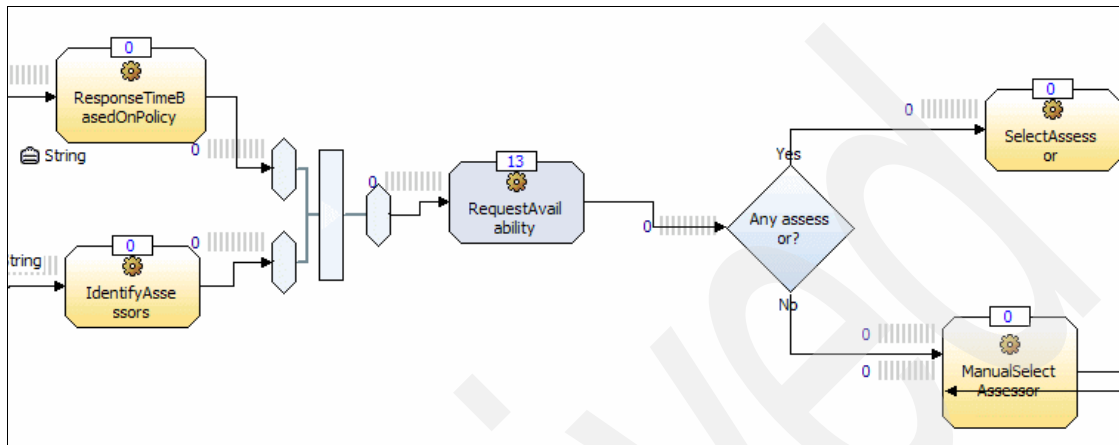 0
ResponseTimeB
asedOnPolicy
String
0
0
IdentifyAsse
ssors
tring
0
0
13
RequestAvail
ability
0
Any assess
or?
Yes
No
0
0
SelectAssess
or
0
0
0
ManualSelect
Assessor